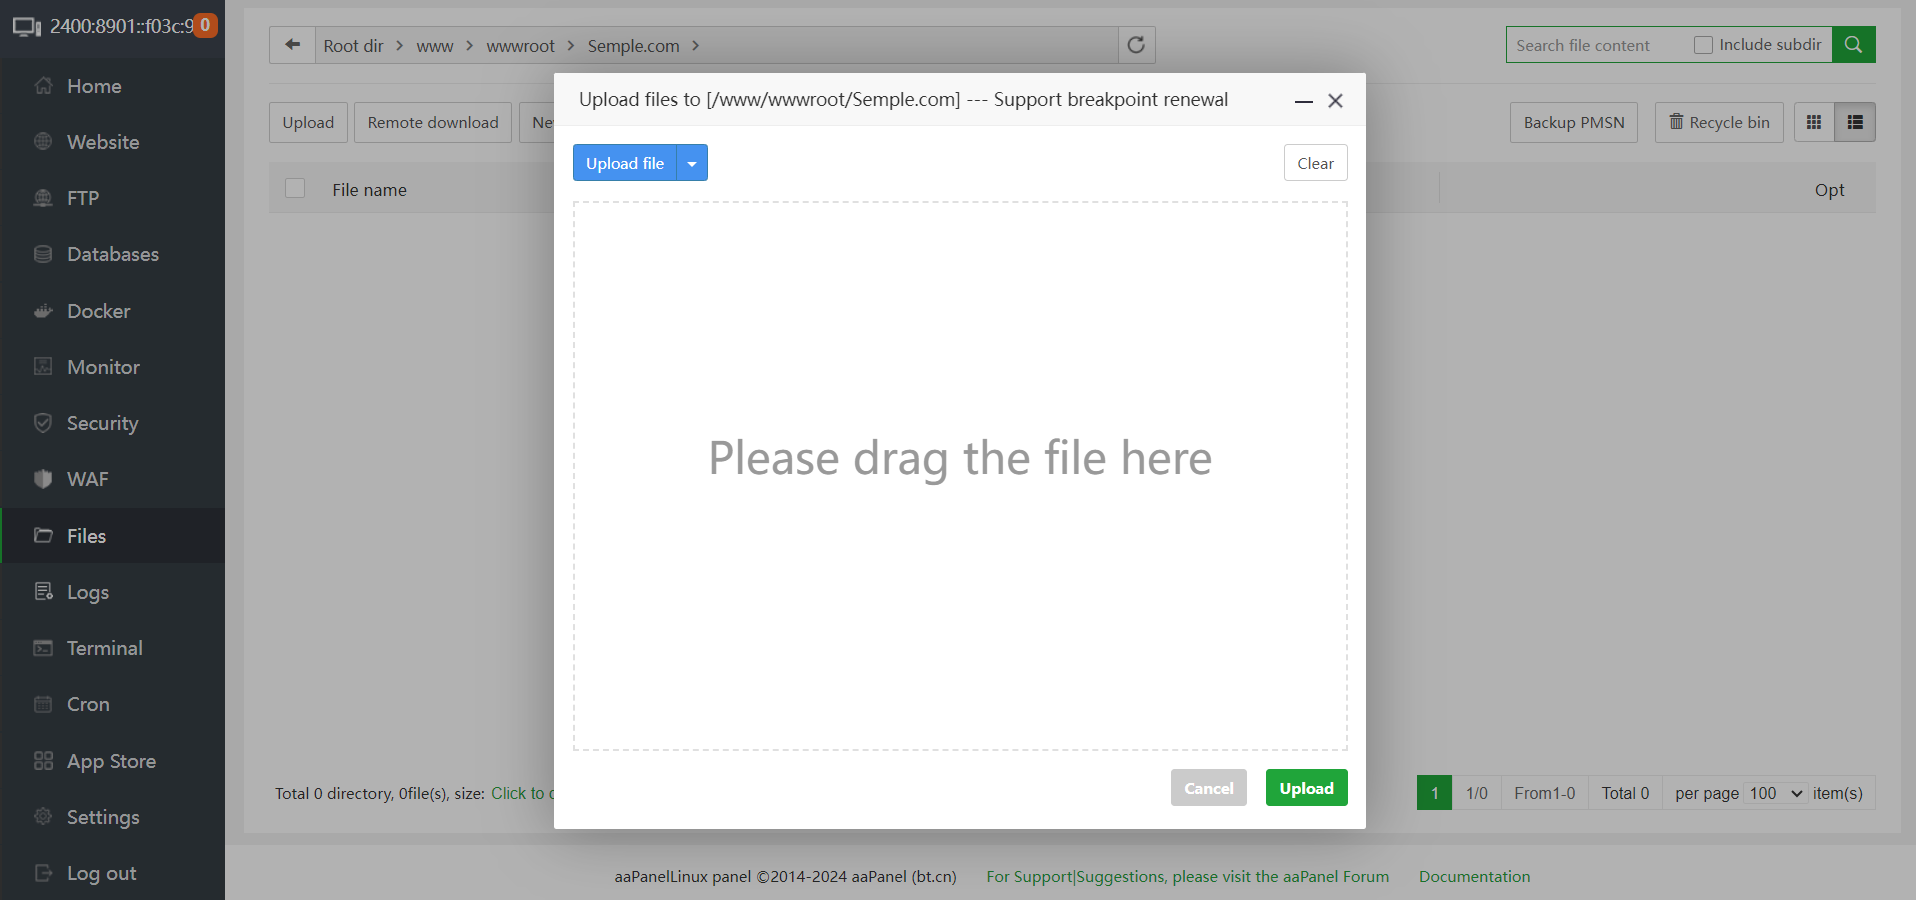 2400:8901::f03c:9
0
Home
Website
FTP
Databases
Docker
Monitor
Security
WAF
Files
Logs
Terminal
Cron
App Store
Settings
Log out
Root dir > www > wwwroot > Semple.com >
Search file content
Include subdir
Upload
Remote download
Backup PMSN
Recycle bin
File name
Opt
Upload files to [/www/wwwroot/Semple.com] --- Support breakpoint renewal
Upload file
Clear
Please drag the file here
Cancel
Upload
Total 0 directory, 0file(s), size: Click to
1 1/0 From1-0 Total 0 per page 100 item(s)
aaPanelLinux panel ©2014-2024 aaPanel (bt.cn) For Support|Suggestions, please visit the aaPanel Forum Documentation